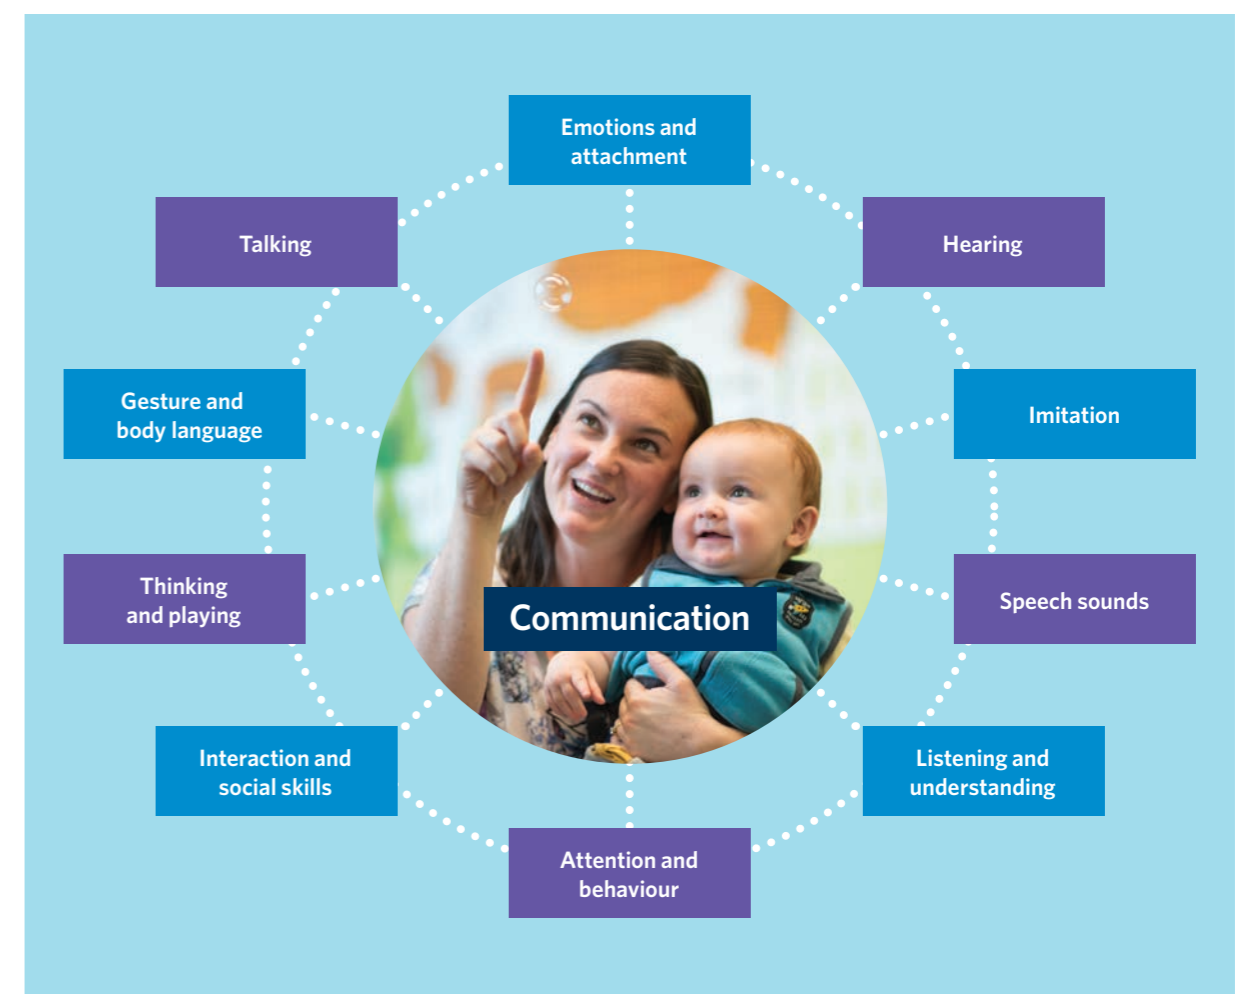 Emotions and
attachment
Talking
Hearing
Gesture and
body language
Imitation
Thinking
and playing
Speech sounds
Communication
Interaction and
social skills
Listening and
understanding
Attention and
behaviour